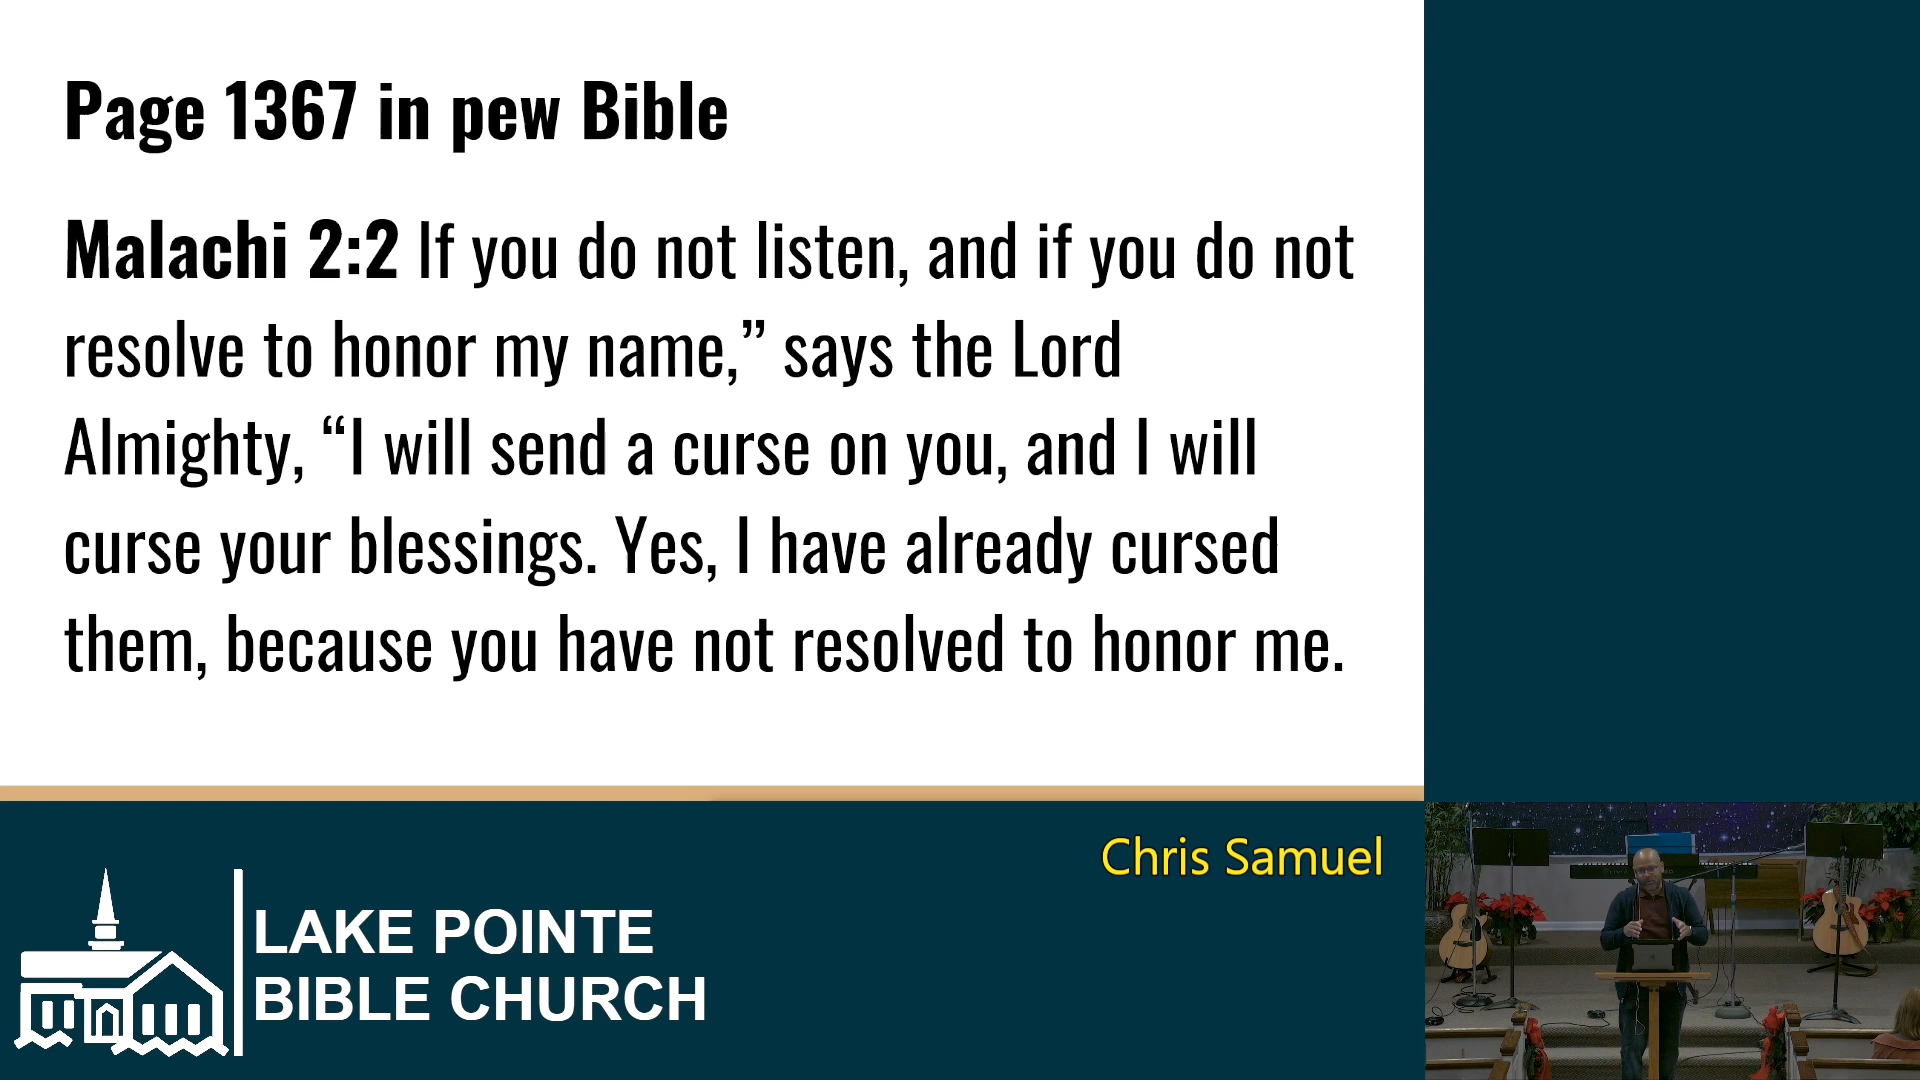 Page 1367 in pew Bible
Malachi 2:2 If you do not listen, and if you do not
resolve to honor my name,” says the Lord
Almighty, “I will send a curse on you, and I will
curse your blessings. Yes, I have already cursed
them, because you have not resolved to honor me.
Chris Samuel
LAKE POINTE
BIBLE CHURCH